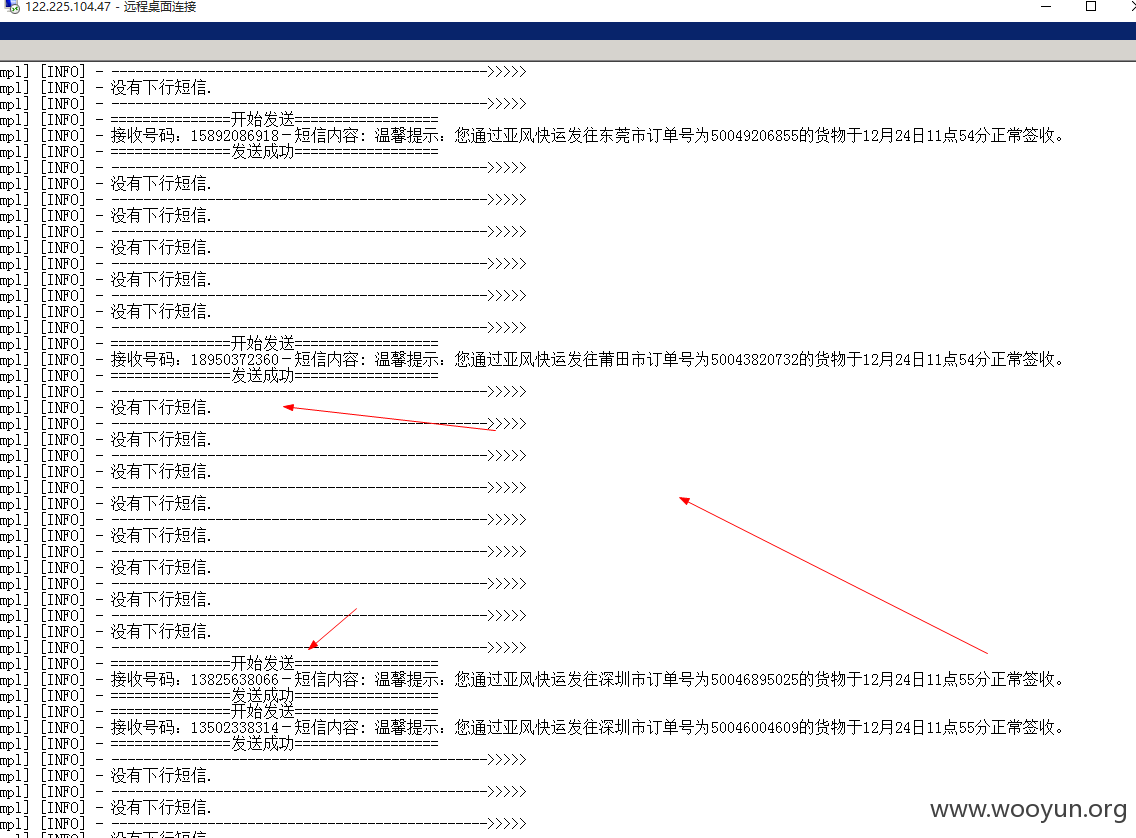 122.225.104.47 - 远程桌面连接
mpl] [INFO] - ----------------------------------------------->>>>>
mpl] [INFO] - 没有下行短信.
mpl] [INFO] - ----------------------------------------------->>>>>
mpl] [INFO] - ===============开始发送==================
mpl] [INFO] - 接收号码：15892086918－短信内容：温馨提示：您通过亚风快运发往东莞市订单号为50049206855的货物于12月24日11点54分正常签收。
mpl] [INFO] - ===============发送成功==================
mpl] [INFO] - ----------------------------------------------->>>>>
mpl] [INFO] - 没有下行短信.
mpl] [INFO] - ----------------------------------------------->>>>>
mpl] [INFO] - 没有下行短信.
mpl] [INFO] - ----------------------------------------------->>>>>
mpl] [INFO] - 没有下行短信.
mpl] [INFO] - ----------------------------------------------->>>>>
mpl] [INFO] - 没有下行短信.
mpl] [INFO] - ----------------------------------------------->>>>>
mpl] [INFO] - 没有下行短信.
mpl] [INFO] - ----------------------------------------------->>>>>
mpl] [INFO] - ===============开始发送==================
mpl] [INFO] - 接收号码：18950372360－短信内容：温馨提示：您通过亚风快运发往莆田市订单号为50043820732的货物于12月24日11点54分正常签收。
mpl] [INFO] - ===============发送成功==================
mpl] [INFO] - ----------------------------------------------->>>>>
mpl] [INFO] - 没有下行短信.
mpl] [INFO] - ----------------------------------------------->>>>>
mpl] [INFO] - 没有下行短信.
mpl] [INFO] - ----------------------------------------------->>>>>
mpl] [INFO] - 没有下行短信.
mpl] [INFO] - ----------------------------------------------->>>>>
mpl] [INFO] - 没有下行短信.
mpl] [INFO] - ----------------------------------------------->>>>>
mpl] [INFO] - 没有下行短信.
mpl] [INFO] - ----------------------------------------------->>>>>
mpl] [INFO] - 没有下行短信.
mpl] [INFO] - ----------------------------------------------->>>>>
mpl] [INFO] - 没有下行短信.
mpl] [INFO] - ----------------------------------------------->>>>>
mpl] [INFO] - 没有下行短信.
mpl] [INFO] - ----------------------------------------------->>>>>
mpl] [INFO] - ===============开始发送==================
mpl] [INFO] - 接收号码：13825638066－短信内容：温馨提示：您通过亚风快运发往深圳市订单号为50046895025的货物于12月24日11点55分正常签收。
mpl] [INFO] - ===============发送成功==================
mpl] [INFO] - ===============开始发送==================
mpl] [INFO] - 接收号码：13502338314－短信内容：温馨提示：您通过亚风快运发往深圳市订单号为50046004609的货物于12月24日11点55分正常签收。
mpl] [INFO] - ===============发送成功==================
mpl] [INFO] - ----------------------------------------------->>>>>
mpl] [INFO] - 没有下行短信.
mpl] [INFO] - ----------------------------------------------->>>>>
mpl] [INFO] - 没有下行短信.
mpl] [INFO] - ----------------------------------------------->>>>>
mpl] [INFO] - 没有下行短信.
www.wooyun.org